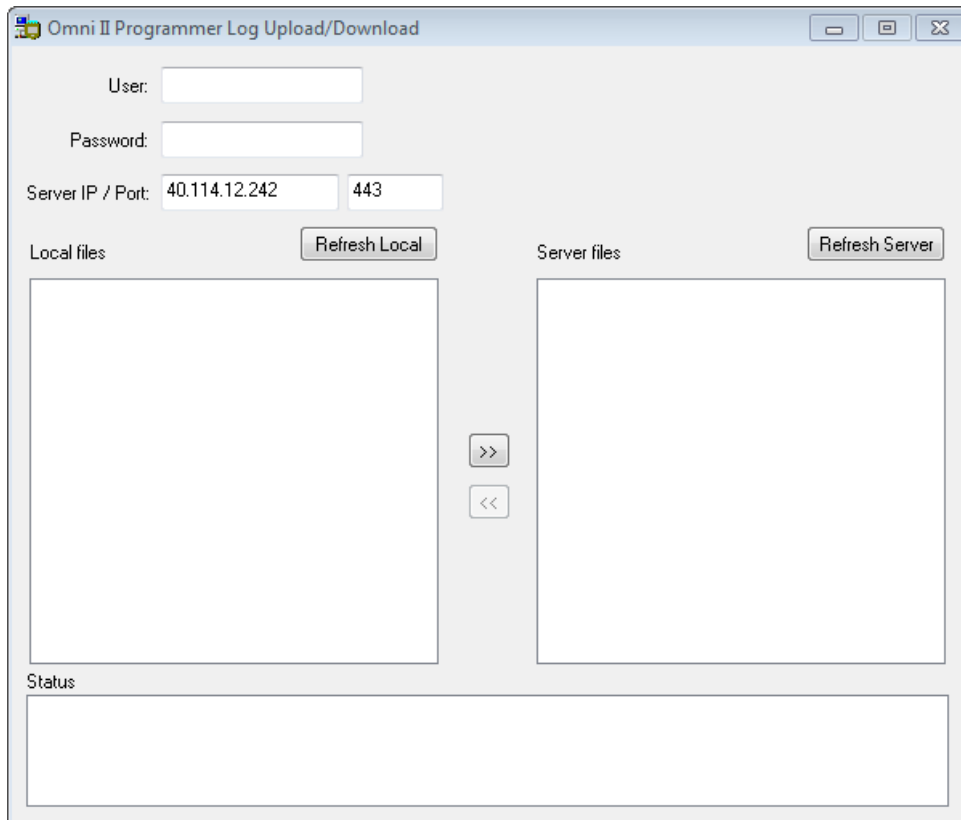 Omni II Programmer Log Upload/Download
User:
Password:
Server IP / Port: 40.114.12.242 443
Local files Refresh Local Server files Refresh Server
>>
<<
Status